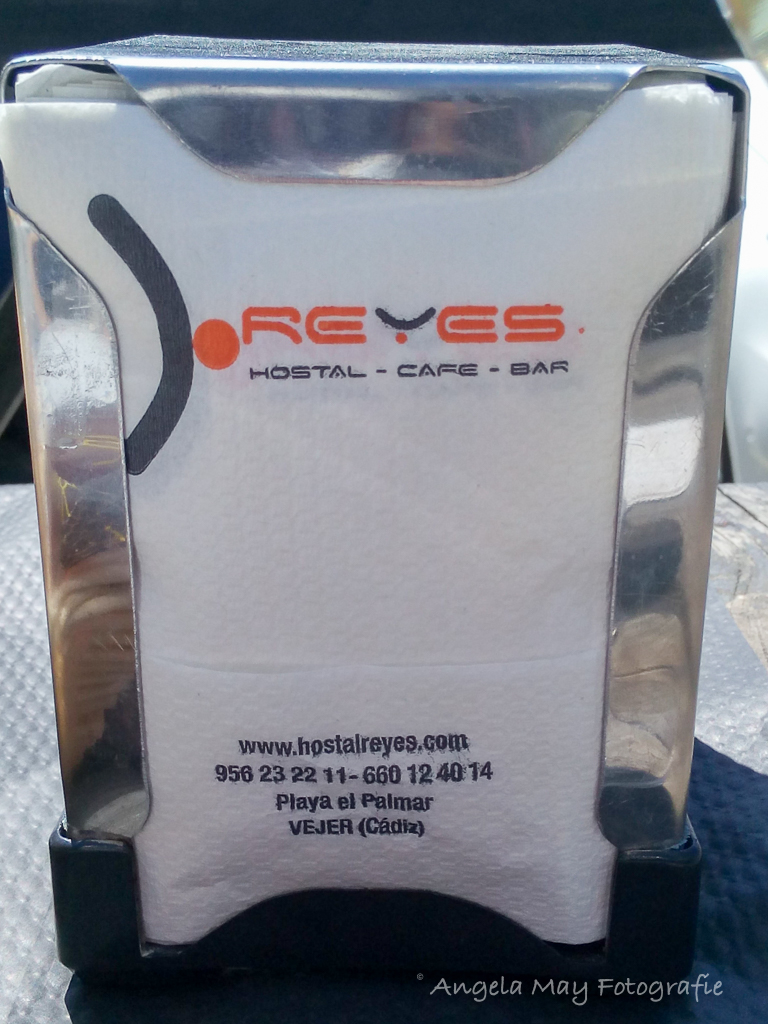 REYES
HOSTAL - CAFE - BAR
www.hostalreyes.com
956 23 22 11- 660 12 40 14
Playa el Palmar
VEJER (Cádiz)
© Angela May Fotografie